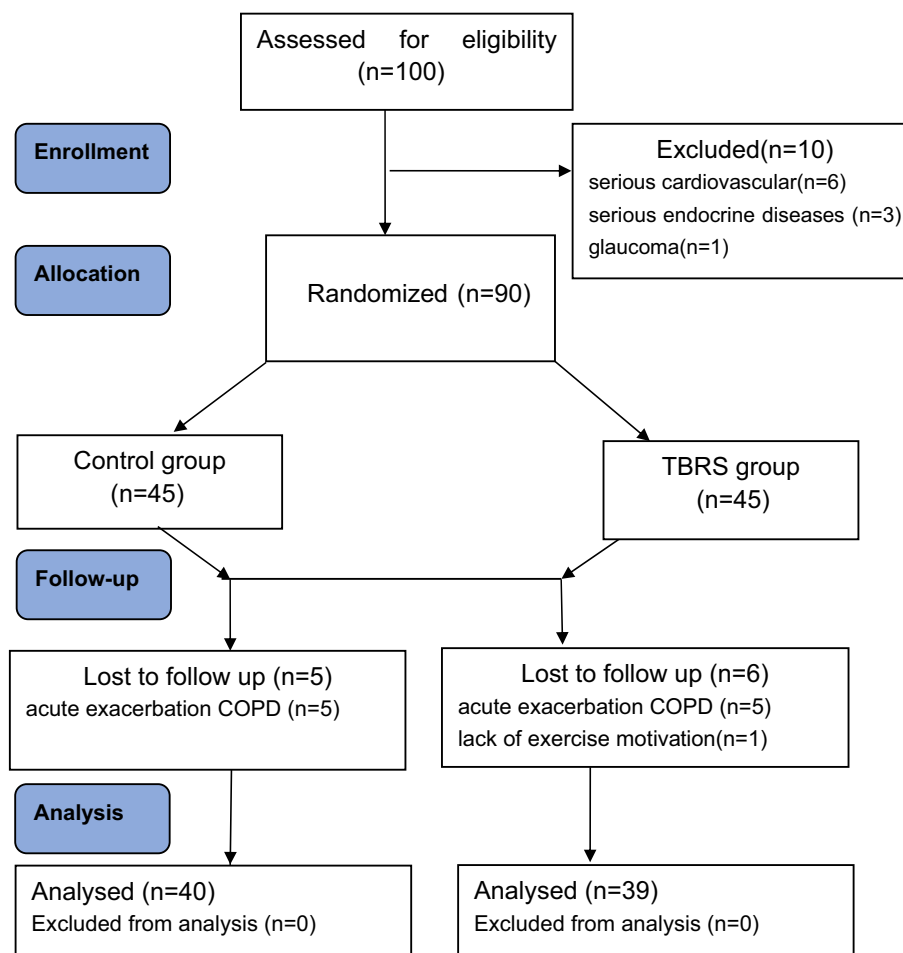 Assessed for eligibility
(n=100)
Enrollment
Excluded(n=10)
serious cardiovascular(n=6)
serious endocrine diseases (n=3)
glaucoma(n=1)
Allocation
Randomized (n=90)
Control group
(n=45)
TBRS group
(n=45)
Follow-up
Lost to follow up (n=5)
acute exacerbation COPD (n=5)
Lost to follow up (n=6)
acute exacerbation COPD (n=5)
lack of exercise motivation(n=1)
Analysis
Analysed (n=40)
Excluded from analysis (n=0)
Analysed (n=39)
Excluded from analysis (n=0)